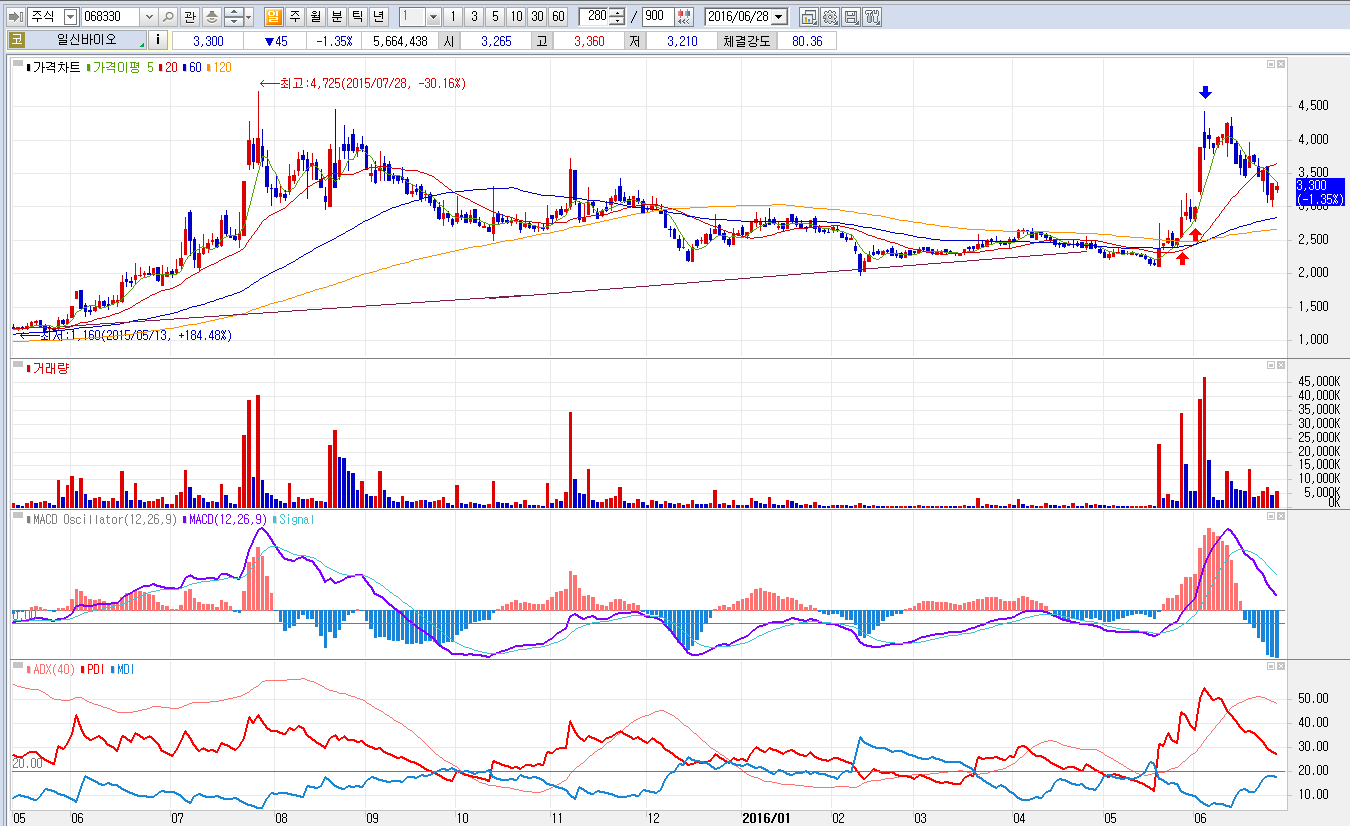 주식 068330 관 일 주 월 분 틱 년 1 1 3 5 10 30 60 280 / 900 2016/06/28
코 일신바이오 i 3,300 ▼45 -1.35% 5,664,438 시 3,265 고 3,360 저 3,210 체결강도 80.36
가격차트 가격이평 5 20 60 120
←최고:4,725(2015/07/28, -30.16%)
4,500
4,000
3,500
3,300
(-1.35%)
3,000
2,500
2,000
1,500
1,000
←최저:1,160(2015/05/13, +184.48%)
거래량
45,000K
40,000K
35,000K
30,000K
25,000K
20,000K
15,000K
10,000K
5,000K
0K
MACD Oscillator(12,26,9) MACD(12,26,9) Signal
0.00
ADX(40) PDI MDI
50.00
40.00
30.00
20.00 20.00
10.00
05 06 07 08 09 10 11 12 2016/01 02 03 04 05 06